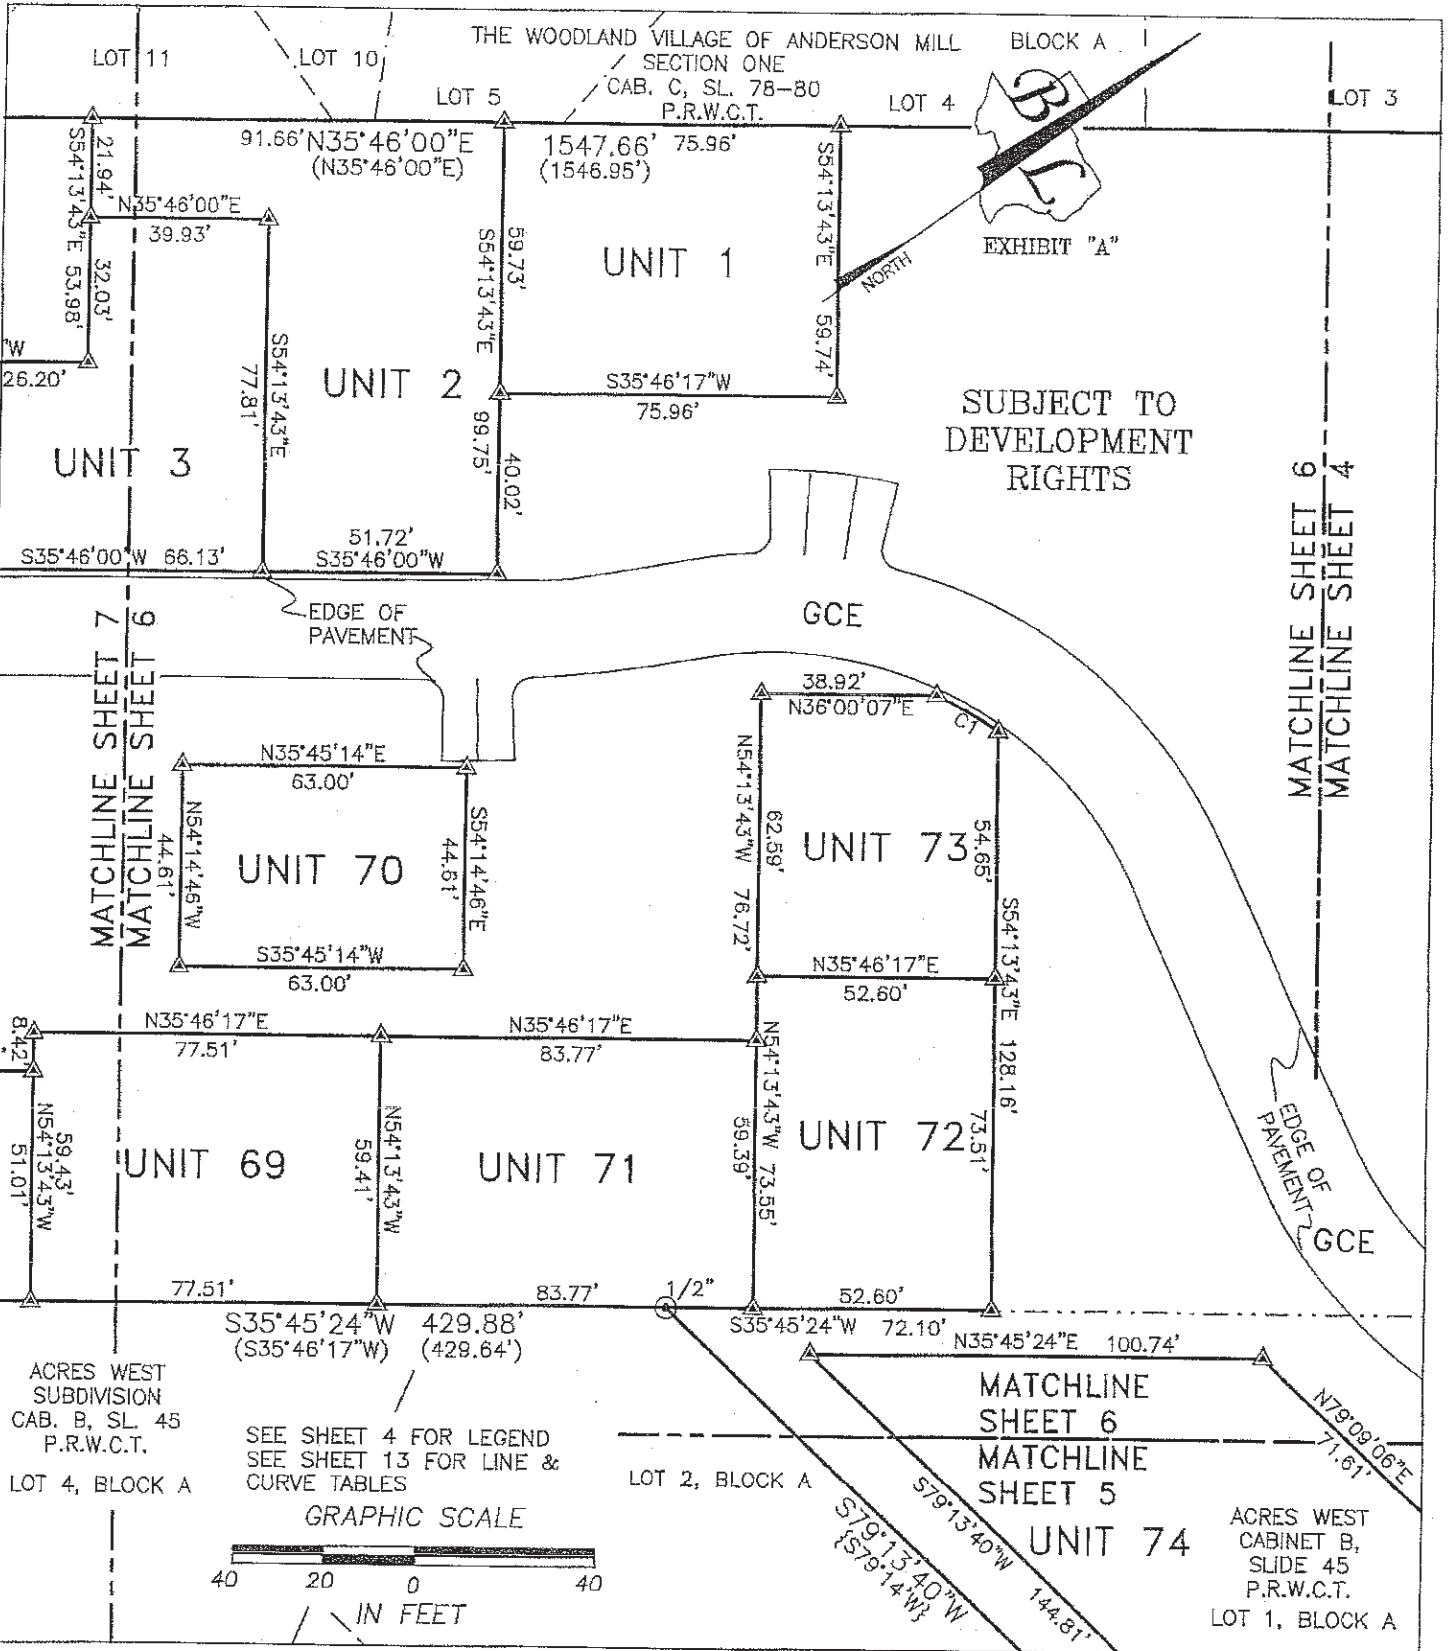 THE WOODLAND VILLAGE OF ANDERSON MILL BLOCK A
SECTION ONE
CAB. C, SL. 78-80
P.R.W.C.T.
LOT 11
LOT 10
LOT 5
LOT 4
LOT 3
91.66' N35°46'00"E
(N35°46'00"E)
1547.66' 75.96'
(1546.95')
B
L
EXHIBIT "A"
NORTH
21.94'
S54°13'43"E 53.98'
32.03'
N35°46'00"E
39.93'
"W
26.20'
S54°13'43"E
77.81'
59.73'
S54°13'43"E
99.75'
40.02'
S54°13'43"E 59.74'
UNIT 1
UNIT 2
UNIT 3
S35°46'17"W
75.96'
SUBJECT TO
DEVELOPMENT
RIGHTS
S35°46'00"W 66.13'
51.72'
S35°46'00"W
EDGE OF
PAVEMENT
GCE
MATCHLINE SHEET 7
MATCHLINE SHEET 6
MATCHLINE SHEET 6
MATCHLINE SHEET 4
38.92'
N36°00'07"E
C1
N35°45'14"E
63.00'
N54°14'46"W
44.61'
UNIT 70
S54°14'46"E
44.61'
S35°45'14"W
63.00'
N54°13'43"W 76.72'
62.59'
UNIT 73
54.65'
S54°13'43"E 128.16'
N35°46'17"E
52.60'
N35°46'17"E
77.51'
N35°46'17"E
83.77'
8.42'
59.43'
N54°13'43"W
51.01'
UNIT 69
N54°13'43"W
59.41'
UNIT 71
N54°13'43"W 73.55'
59.39'
UNIT 72
73.51'
EDGE OF
PAVEMENT
GCE
77.51'
83.77'
1/2"
52.60'
S35°45'24"W 429.88'
(S35°46'17"W) (429.64')
S35°45'24"W 72.10'
N35°45'24"E 100.74'
N79°09'06"E
71.61'
ACRES WEST
SUBDIVISION
CAB. B, SL. 45
P.R.W.C.T.
LOT 4, BLOCK A
SEE SHEET 4 FOR LEGEND
SEE SHEET 13 FOR LINE &
CURVE TABLES
GRAPHIC SCALE
40 20 0 40
IN FEET
LOT 2, BLOCK A
MATCHLINE
SHEET 6
MATCHLINE
SHEET 5
S79°13'40"W
{S79°14'W}
S79°13'40"W 144.81'
UNIT 74
ACRES WEST
CABINET B,
SLIDE 45
P.R.W.C.T.
LOT 1, BLOCK A